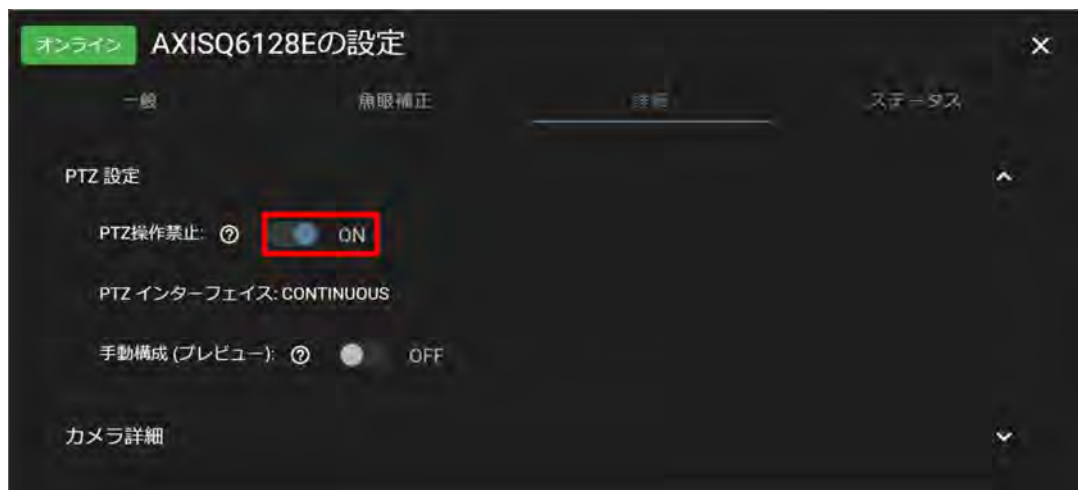 オンライン AXISQ6128Eの設定 ×
一般 魚眼補正 詳細 ステータス
PTZ 設定
PTZ操作禁止: ? ON
PTZ インターフェイス: CONTINUOUS
手動構成 (プレビュー): ? OFF
カメラ詳細